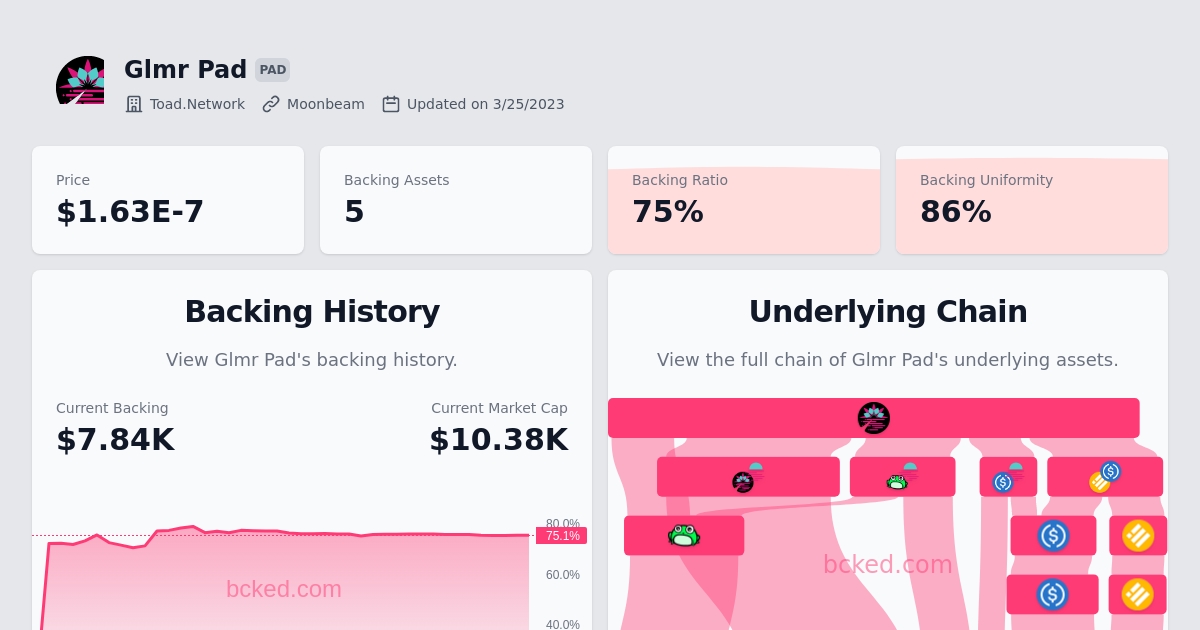 Glmr Pad PAD
Toad.Network Moonbeam Updated on 3/25/2023
Price
$1.63E-7
Backing Assets
5
Backing Ratio
75%
Backing Uniformity
86%
Backing History
View Glmr Pad's backing history.
Current Backing
$7.84K
Current Market Cap
$10.38K
80.0%
75.1%
60.0%
40.0%
bcked.com
Underlying Chain
View the full chain of Glmr Pad's underlying assets.
bcked.com